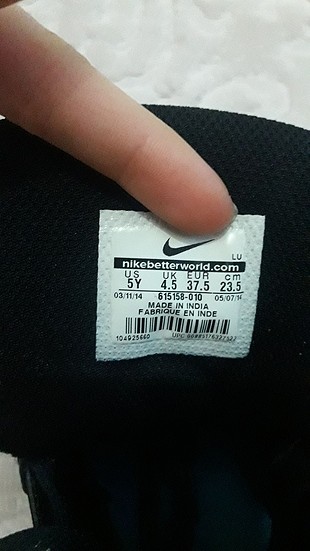 LU
nikebetterworld.com
US UK EUR cm
5Y 4.5 37.5 23.5
03/11/14 615158-010 05/07/14
MADE IN INDIA
FABRIQUE EN INDE
104925660 UPC